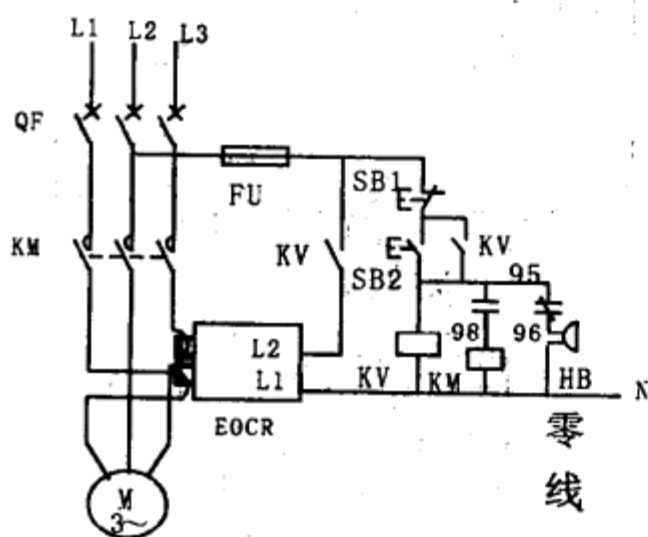 L1 L2 L3
QF
FU
SB1
KM
KV
SB2
KV
95
98
96
L2
L1
KV
KM
HB
N
EOCR
零
线
M
3~